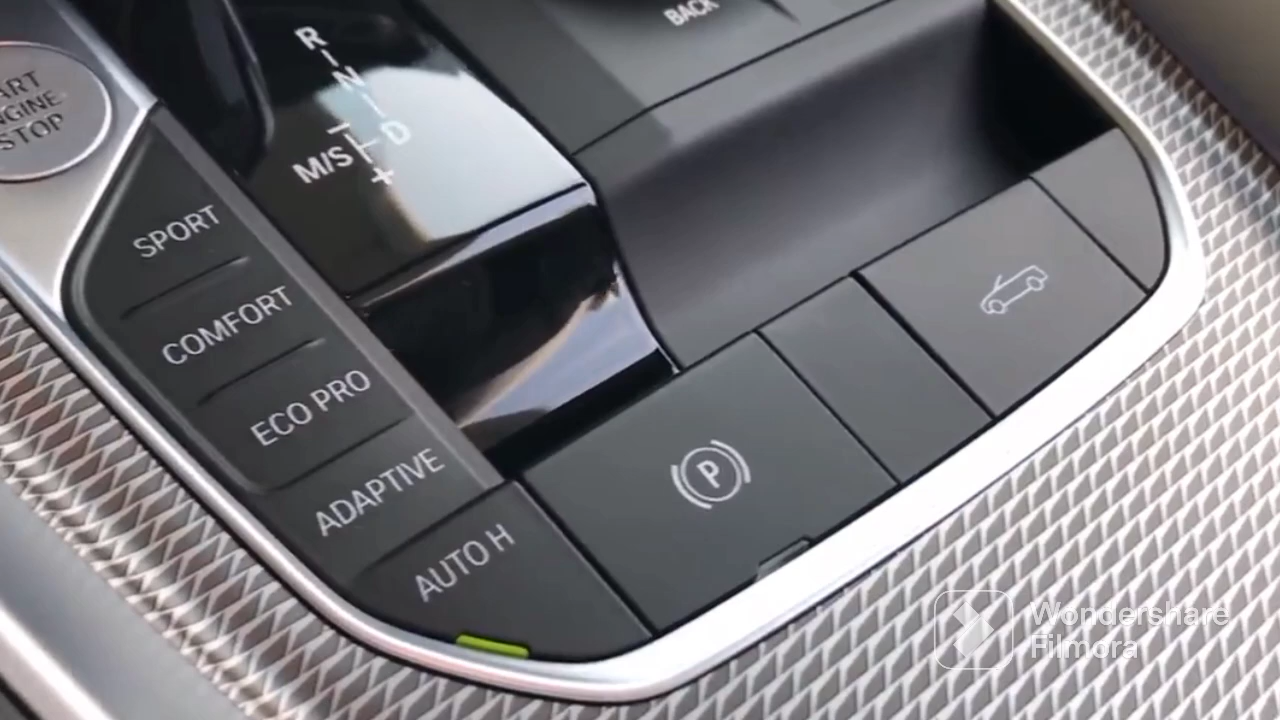 BACK
R
N
D
M/S
+
ART
NGINE
STOP
SPORT
COMFORT
ECO PRO
ADAPTIVE
AUTO H
P
Wondershare
Filmora